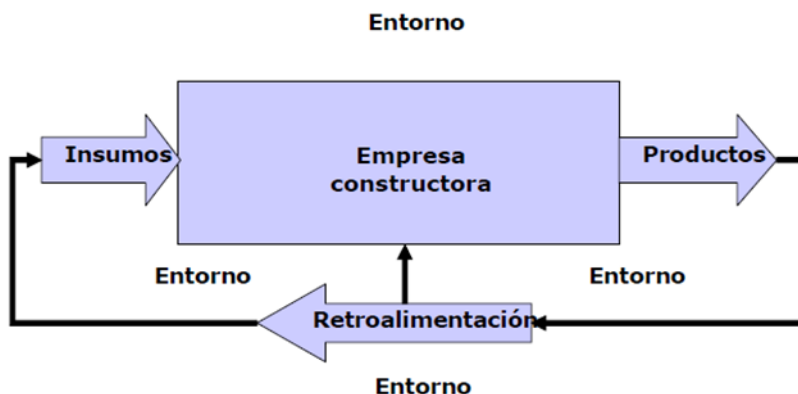 Entorno
Insumos
Empresa
constructora
Productos
Entorno
Entorno
Retroalimentación
Entorno